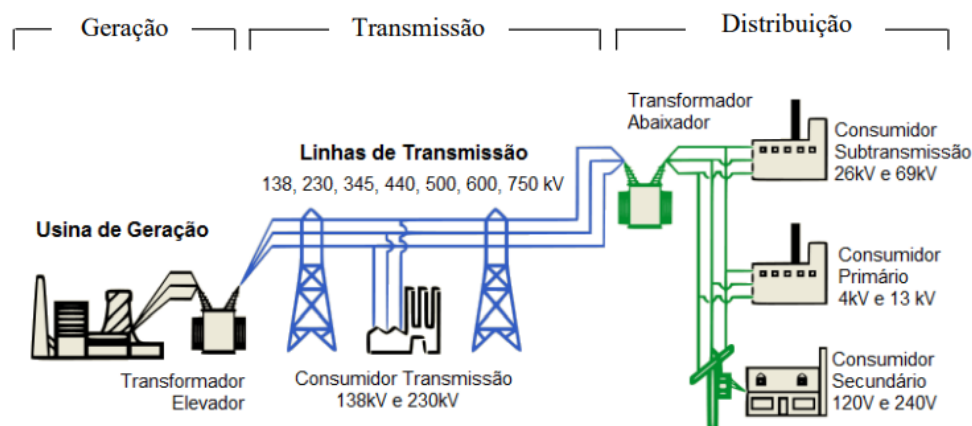 Geração
Transmissão
Distribuição
Transformador
Abaixador
Linhas de Transmissão
138, 230, 345, 440, 500, 600, 750 kV
Usina de Geração
Transformador
Elevador
Consumidor Transmissão
138kV e 230kV
Consumidor
Subtransmissão
26kV e 69kV
Consumidor
Primário
4kV e 13 kV
Consumidor
Secundário
120V e 240V